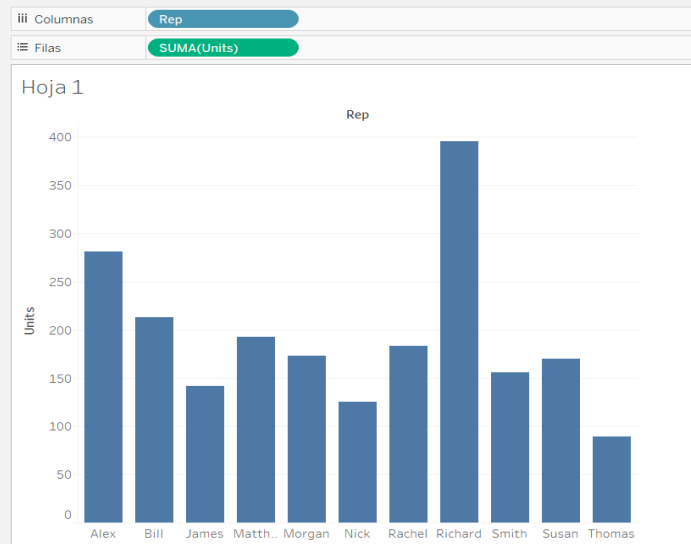 Columnas Rep
Filas SUMA(Units)
Hoja 1
Rep
400
350
300
250
200
150
100
50
0
Units
Alex Bill James Matth.. Morgan Nick Rachel Richard Smith Susan Thomas